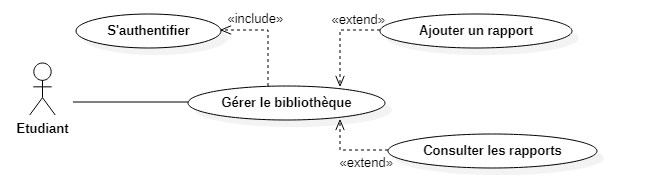 «include»
«extend»
S'authentifier
Ajouter un rapport
Gérer le bibliothèque
Etudiant
Consulter les rapports
«extend»